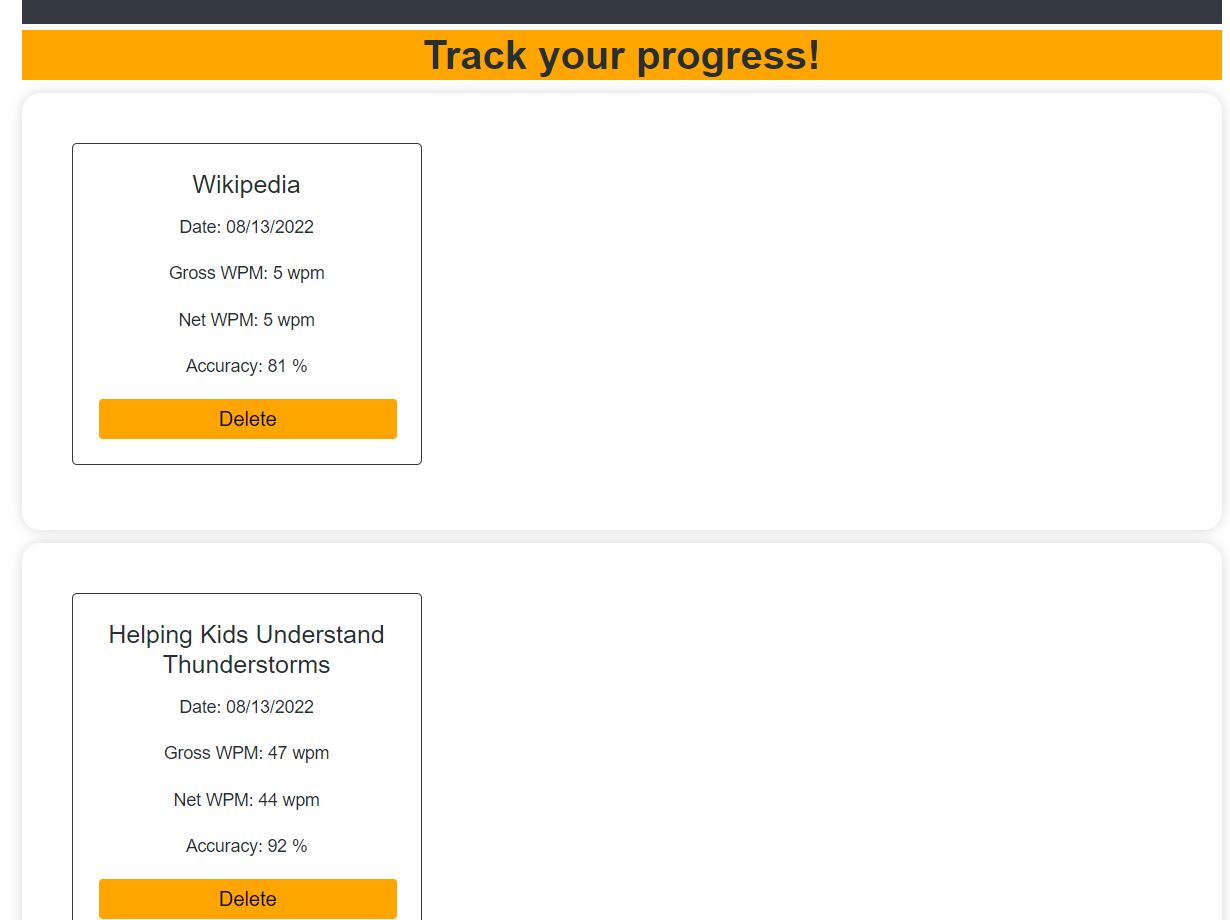 Track your progress!
Wikipedia
Date: 08/13/2022
Gross WPM: 5 wpm
Net WPM: 5 wpm
Accuracy: 81 %
Delete
Helping Kids Understand
Thunderstorms
Date: 08/13/2022
Gross WPM: 47 wpm
Net WPM: 44 wpm
Accuracy: 92 %
Delete